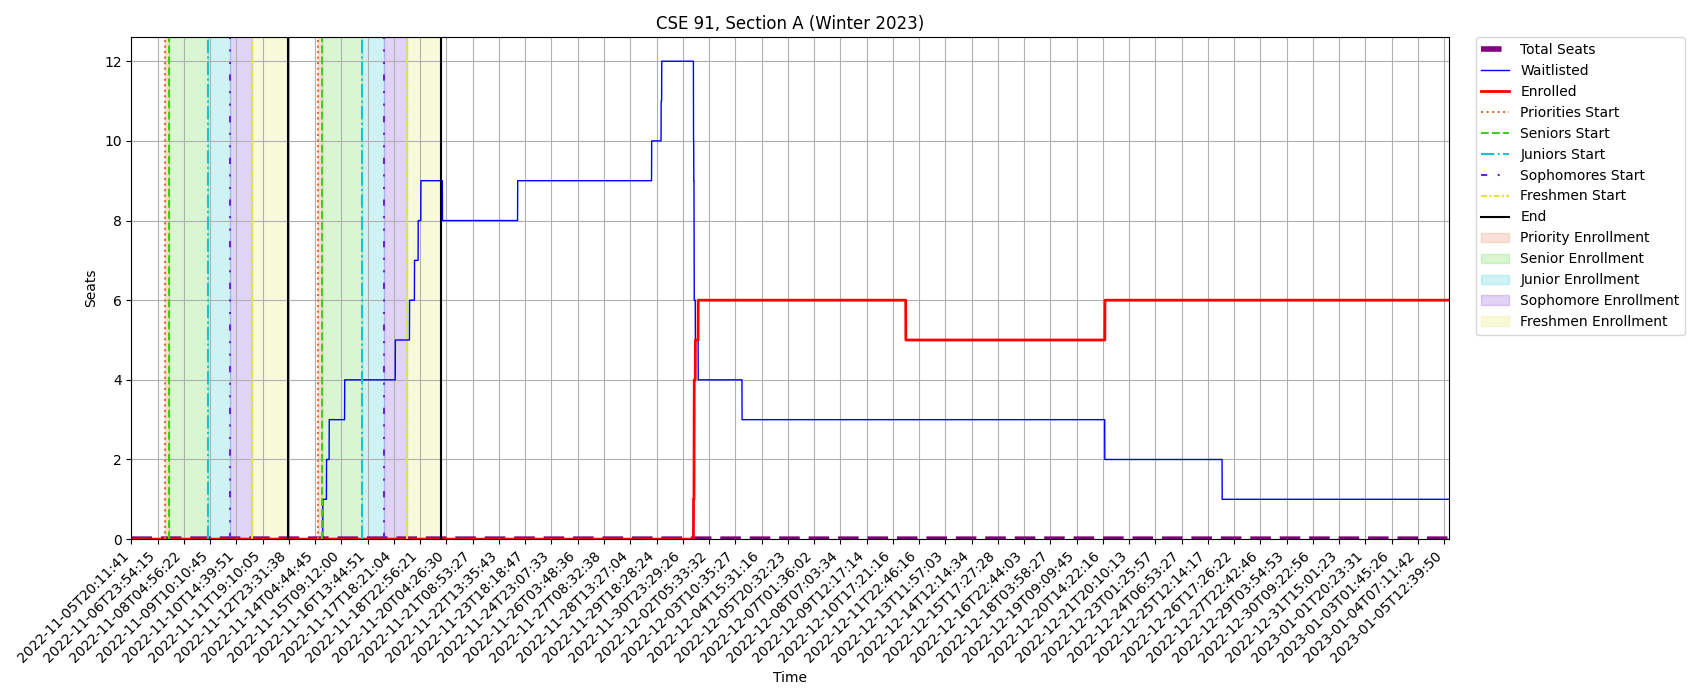 CSE 91, Section A (Winter 2023)
Seats
12
10
8
6
4
2
0
2022-11-05T20:11:41
2022-11-06T23:54:15
2022-11-08T04:56:22
2022-11-09T10:10:45
2022-11-10T14:39:51
2022-11-11T19:10:05
2022-11-12T23:31:38
2022-11-14T04:44:45
2022-11-15T09:12:00
2022-11-16T13:44:51
2022-11-17T18:21:04
2022-11-18T22:56:21
2022-11-20T04:26:30
2022-11-21T08:53:27
2022-11-22T13:35:43
2022-11-23T18:18:47
2022-11-24T23:07:33
2022-11-26T03:48:36
2022-11-27T08:32:38
2022-11-28T13:27:04
2022-11-29T18:28:24
2022-11-30T23:29:26
2022-12-02T05:33:32
2022-12-03T10:35:27
2022-12-04T15:31:16
2022-12-05T20:32:23
2022-12-07T01:36:02
2022-12-08T07:03:34
2022-12-09T12:17:14
2022-12-10T17:21:16
2022-12-11T22:46:16
2022-12-13T11:57:03
2022-12-14T12:14:34
2022-12-15T17:27:28
2022-12-16T22:44:03
2022-12-18T03:58:27
2022-12-19T09:09:45
2022-12-20T14:22:16
2022-12-21T20:10:13
2022-12-23T01:25:57
2022-12-24T06:53:27
2022-12-25T12:14:17
2022-12-26T17:26:22
2022-12-27T22:42:46
2022-12-29T03:54:53
2022-12-30T09:22:56
2022-12-31T15:01:23
2023-01-01T20:23:31
2023-01-03T01:45:26
2023-01-04T07:11:42
2023-01-05T12:39:50
Time
Total Seats
Waitlisted
Enrolled
Priorities Start
Seniors Start
Juniors Start
Sophomores Start
Freshmen Start
End
Priority Enrollment
Senior Enrollment
Junior Enrollment
Sophomore Enrollment
Freshmen Enrollment